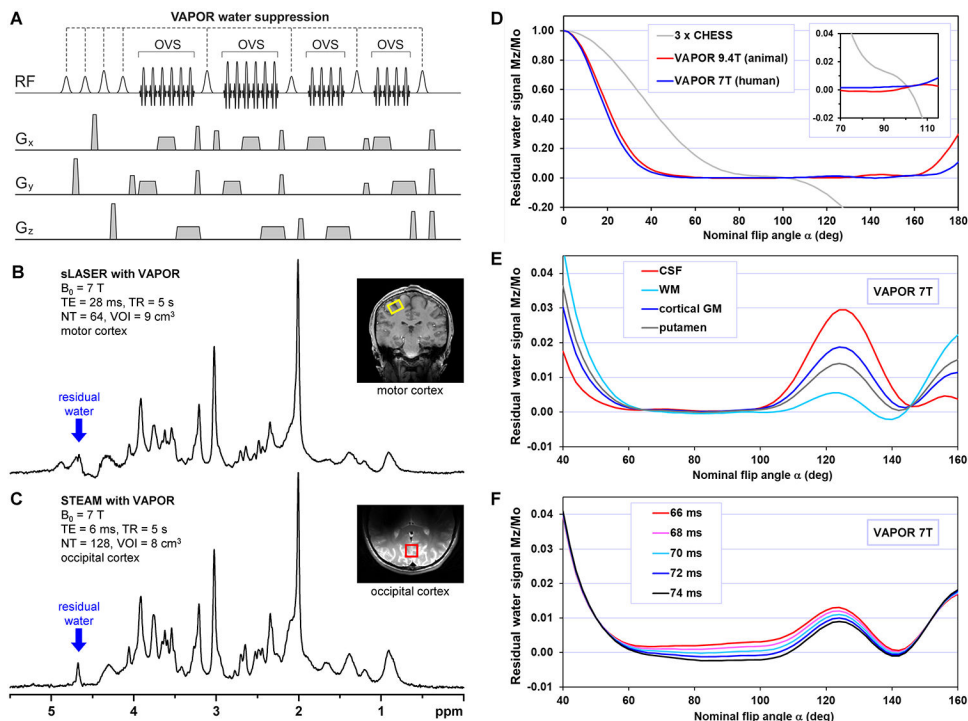 A
VAPOR water suppression
OVS
OVS
OVS
OVS
RF
Gx
Gy
Gz
B
sLASER with VAPOR
B0 = 7 T
TE = 28 ms, TR = 5 s
NT = 64, VOI = 9 cm³
motor cortex
residual
water
motor cortex
C
STEAM with VAPOR
B0 = 7 T
TE = 6 ms, TR = 5 s
NT = 128, VOI = 8 cm³
occipital cortex
residual
water
occipital cortex
5
4
3
2
1
ppm
D
Residual water signal Mz/Mo
1.00
0.80
0.60
0.40
0.20
0.00
-0.20
3 x CHESS
VAPOR 9.4T (animal)
VAPOR 7T (human)
0.04
0.02
0.00
-0.02
70
90
110
0
20
40
60
80
100
120
140
160
180
Nominal flip angle α (deg)
E
Residual water signal Mz/Mo
0.04
0.03
0.02
0.01
0.00
-0.01
CSF
WM
cortical GM
putamen
VAPOR 7T
40
60
80
100
120
140
160
Nominal flip angle α (deg)
F
Residual water signal Mz/Mo
0.04
0.03
0.02
0.01
0.00
-0.01
66 ms
68 ms
70 ms
72 ms
74 ms
VAPOR 7T
40
60
80
100
120
140
160
Nominal flip angle α (deg)